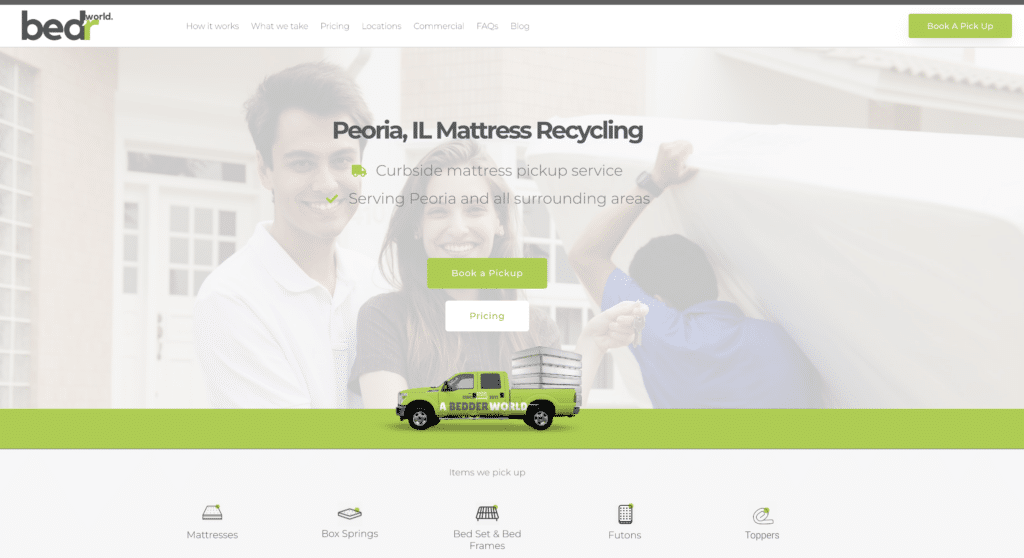 bedr world.
How it works What we take Pricing Locations Commercial FAQs Blog
Book A Pick Up
Peoria, IL Mattress Recycling
Curbside mattress pickup service
Serving Peoria and all surrounding areas
Book a Pickup
Pricing
A BEDDER WORLD
Items we pick up
Mattresses
Box Springs
Bed Set & Bed
Frames
Futons
Toppers